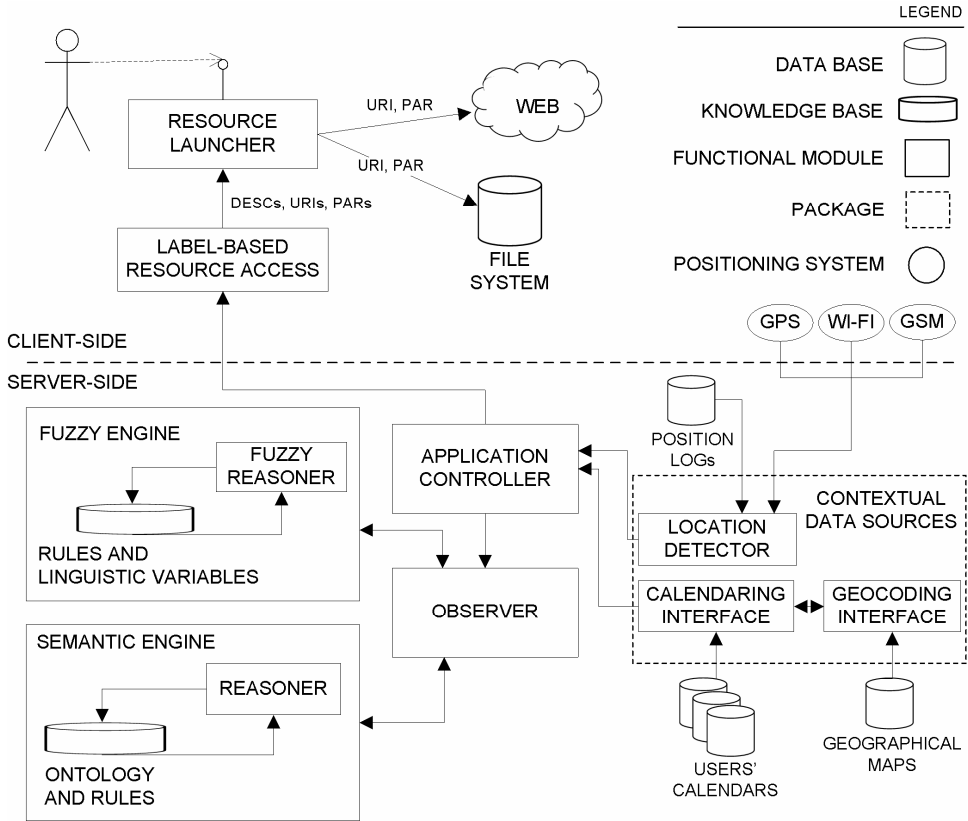 LEGEND
DATA BASE
KNOWLEDGE BASE
FUNCTIONAL MODULE
PACKAGE
POSITIONING SYSTEM
RESOURCE
LAUNCHER
URI, PAR
WEB
URI, PAR
FILE
SYSTEM
DESCs, URIs, PARs
LABEL-BASED
RESOURCE ACCESS
GPS
WI-FI
GSM
CLIENT-SIDE
SERVER-SIDE
FUZZY ENGINE
FUZZY
REASONER
RULES AND
LINGUISTIC VARIABLES
APPLICATION
CONTROLLER
OBSERVER
POSITION
LOGs
CONTEXTUAL
DATA SOURCES
LOCATION
DETECTOR
CALENDARING
INTERFACE
GEOCODING
INTERFACE
SEMANTIC ENGINE
REASONER
ONTOLOGY
AND RULES
USERS'
CALENDARS
GEOGRAPHICAL
MAPS